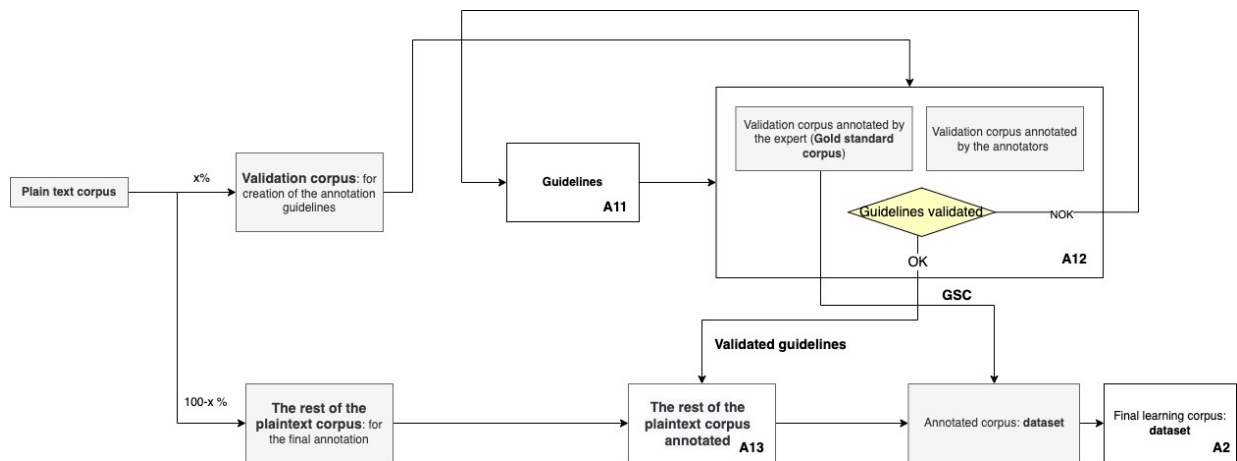 Validation corpus annotated by
the expert (Gold standard
corpus)
Validation corpus annotated
by the annotators
x%
Validation corpus: for
creation of the annotation
guidelines
Plain text corpus
Guidelines
A11
Guidelines validated
NOK
OK
A12
GSC
Validated guidelines
100-x %
The rest of the
plaintext corpus: for
the final annotation
The rest of the
plaintext corpus
annotated
A13
Annotated corpus: dataset
Final learning corpus:
dataset
A2